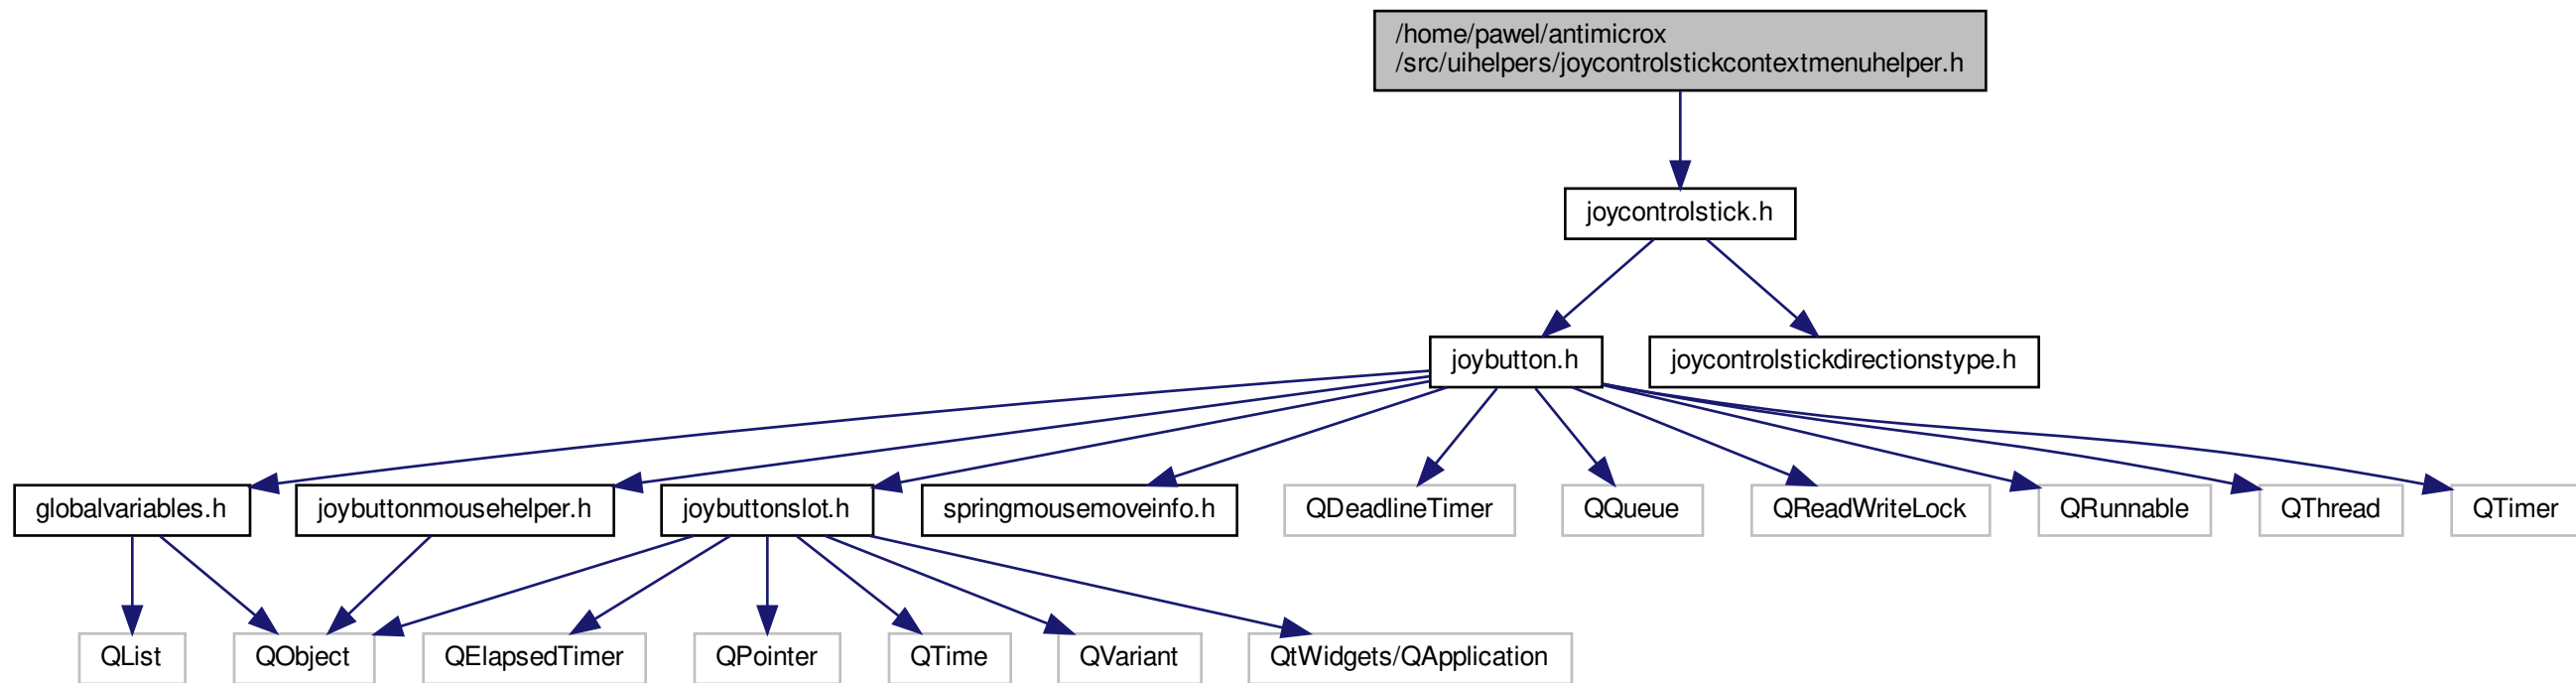 /home/pawel/antimicrox
/src/uihelpers/joycontrolstickcontextmenuhelper.h
joycontrolstick.h
joybutton.h
joycontrolstickdirectionstype.h
globalvariables.h
joybuttonmousehelper.h
joybuttonslot.h
springmousemoveinfo.h
QDeadlineTimer
QQueue
QReadWriteLock
QRunnable
QThread
QTimer
QList
QObject
QElapsedTimer
QPointer
QTime
QVariant
QtWidgets/QApplication